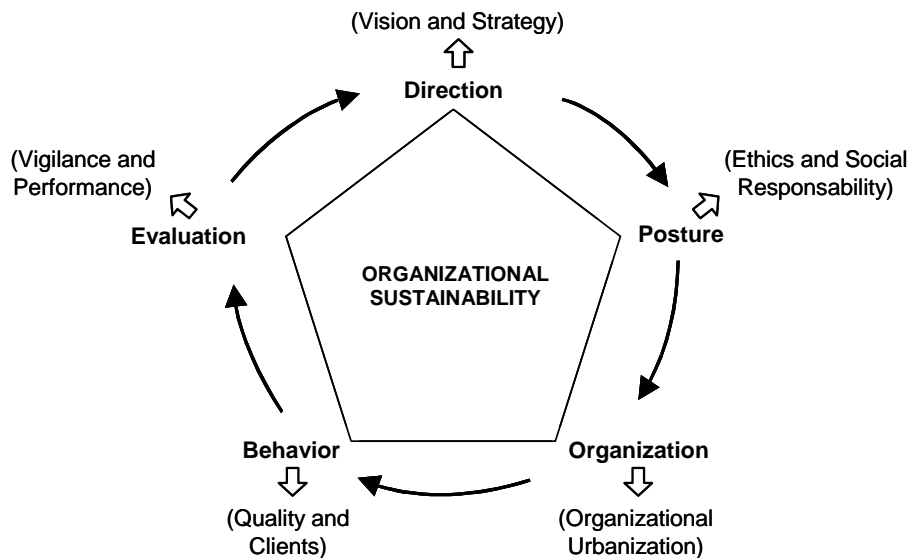 (Vision and Strategy)
Direction
(Vigilance and
Performance)
Evaluation
(Ethics and Social
Responsability)
Posture
ORGANIZATIONAL
SUSTAINABILITY
Behavior
(Quality and
Clients)
Organization
(Organizational
Urbanization)